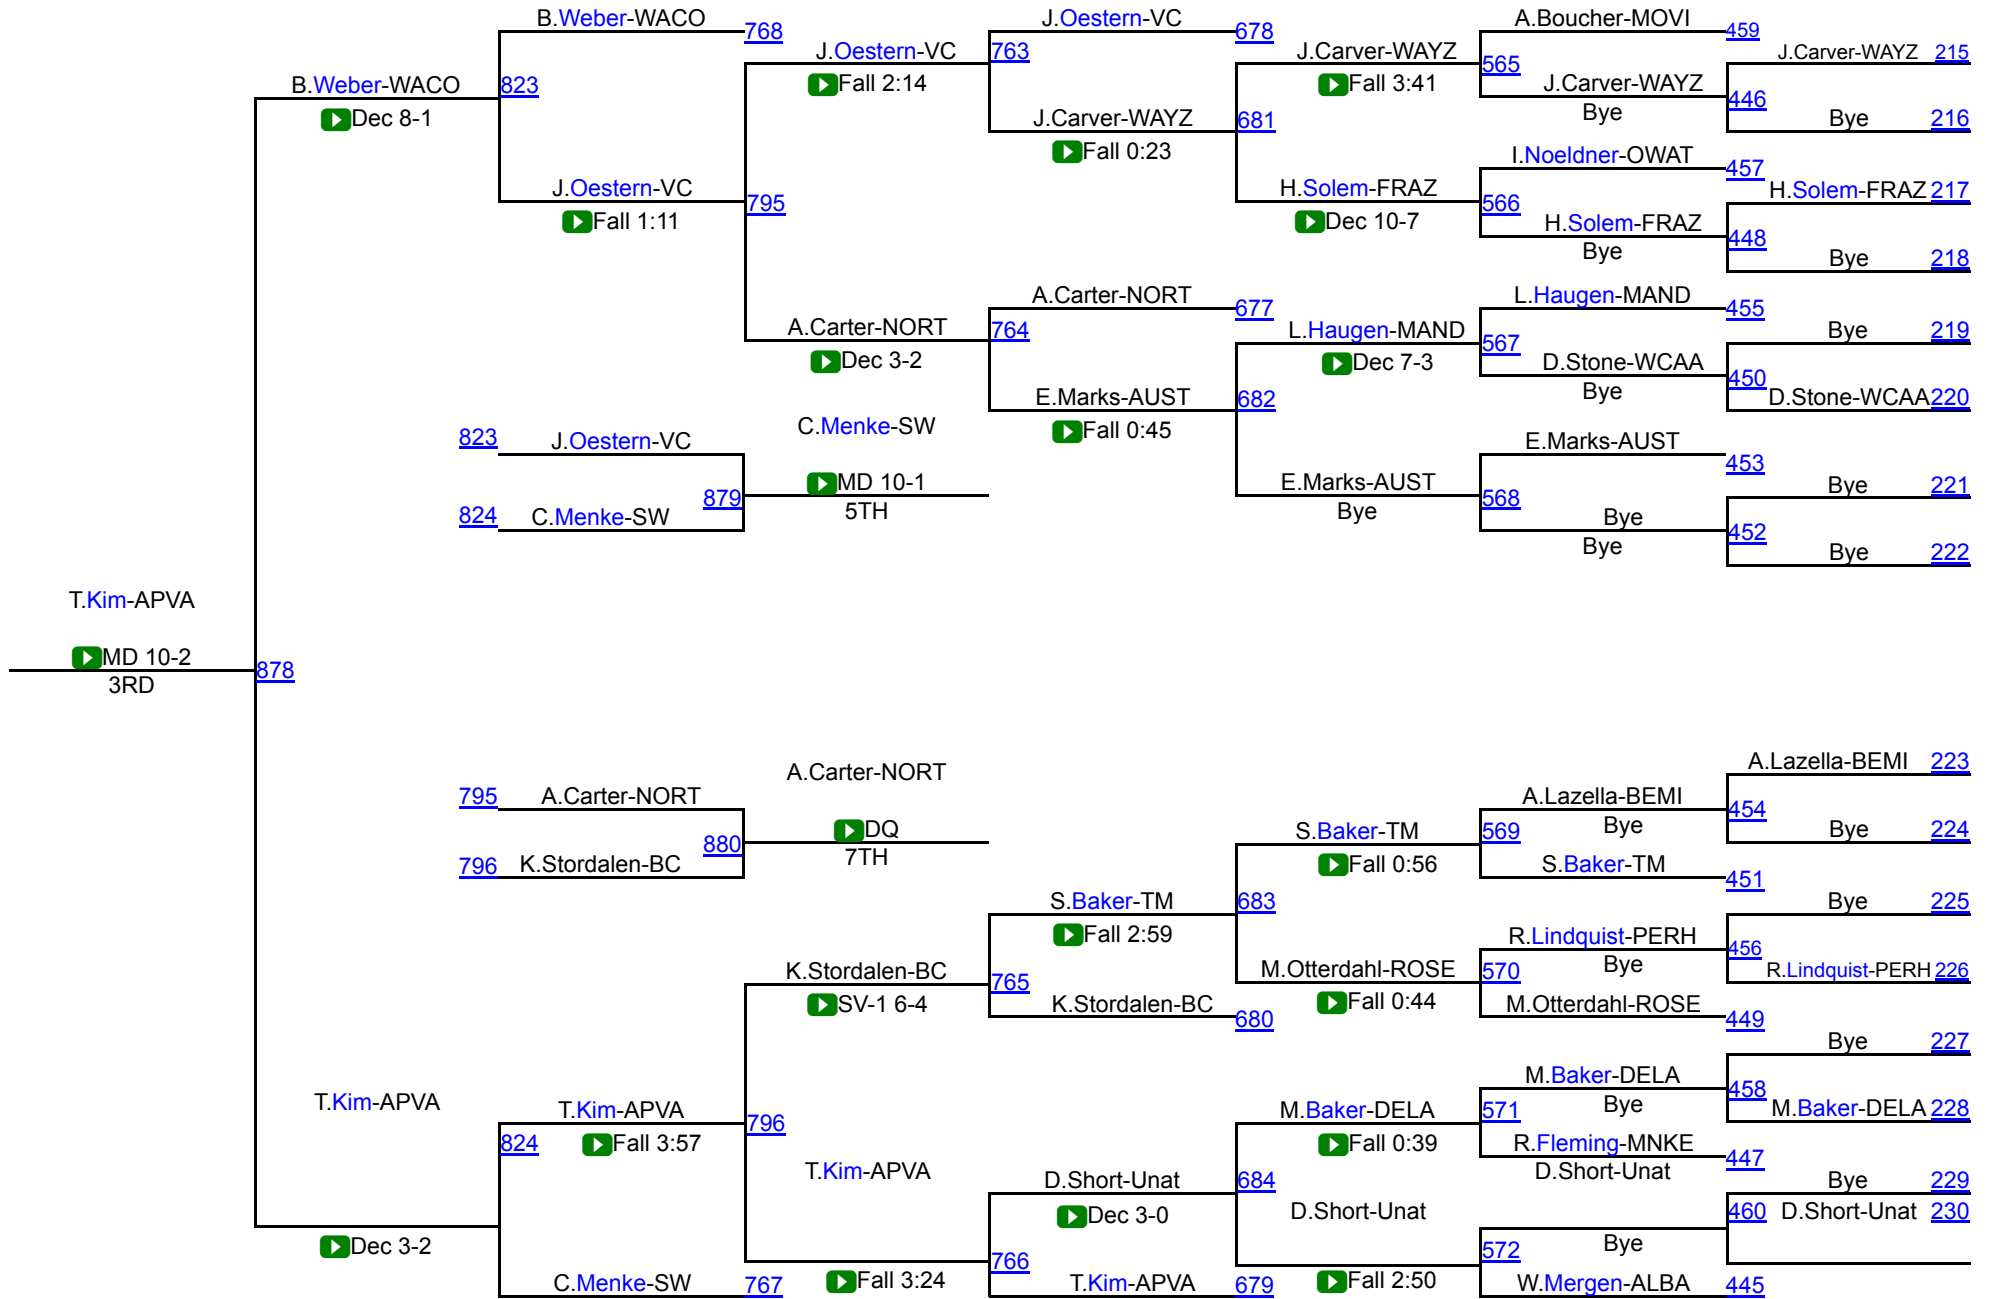 B.Weber-WACO
J.Oestern-VC
A.Boucher-MOVI
768
678
459
J.Oestern-VC
763
J.Carver-WAYZ
565
J.Carver-WAYZ 215
B.Weber-WACO
823
Fall 2:14
Fall 3:41
J.Carver-WAYZ
446
Dec 8-1
J.Carver-WAYZ
681
Bye
Bye 216
Fall 0:23
I.Noeldner-OWAT
457
J.Oestern-VC
795
H.Solem-FRAZ
566
H.Solem-FRAZ 217
Fall 1:11
Dec 10-7
H.Solem-FRAZ
448
Bye
Bye 218
A.Carter-NORT
677
L.Haugen-MAND
455
A.Carter-NORT
764
L.Haugen-MAND
567
Bye 219
Dec 3-2
Dec 7-3
D.Stone-WCAA
450
E.Marks-AUST
682
Bye
D.Stone-WCAA 220
C.Menke-SW
Fall 0:45
823
J.Oestern-VC
E.Marks-AUST
453
MD 10-1
E.Marks-AUST
568
Bye 221
879
5TH
Bye
824
C.Menke-SW
Bye
452
Bye
Bye 222
T.Kim-APVA
MD 10-2
878
3RD
A.Carter-NORT
A.Lazella-BEMI 223
795
A.Carter-NORT
A.Lazella-BEMI
454
DQ
S.Baker-TM
569
Bye
Bye 224
880
7TH
796
K.Stordalen-BC
Fall 0:56
S.Baker-TM
451
S.Baker-TM
683
Bye 225
Fall 2:59
R.Lindquist-PERH
456
K.Stordalen-BC
765
M.Otterdahl-ROSE
570
Bye
R.Lindquist-PERH 226
SV-1 6-4
K.Stordalen-BC
680
Fall 0:44
M.Otterdahl-ROSE
449
Bye 227
M.Baker-DELA
458
T.Kim-APVA
T.Kim-APVA
796
M.Baker-DELA
571
Bye
M.Baker-DELA 228
824
Fall 3:57
Fall 0:39
R.Fleming-MNKE
447
T.Kim-APVA
D.Short-Unat
684
D.Short-Unat
Bye 229
Dec 3-0
D.Short-Unat
460
D.Short-Unat 230
Dec 3-2
766
572
Bye
C.Menke-SW
767
Fall 3:24
T.Kim-APVA
679
Fall 2:50
W.Mergen-ALBA
445